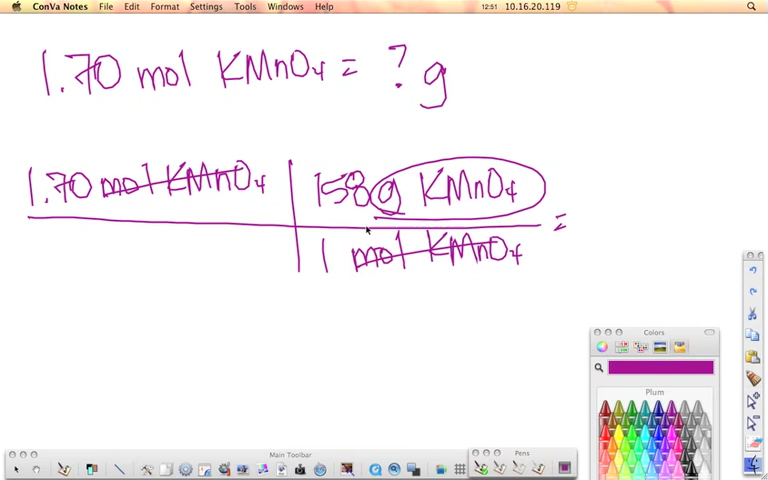 ConVa Notes File Edit Format Settings Tools Windows Help 12:51 10.16.20.119
1.70 mol KMnO4 = ? g
1.70 mol KMnO4 158 g KMnO4 =
1 mol KMnO4
Colors
Plum
Main Toolbar
Pens